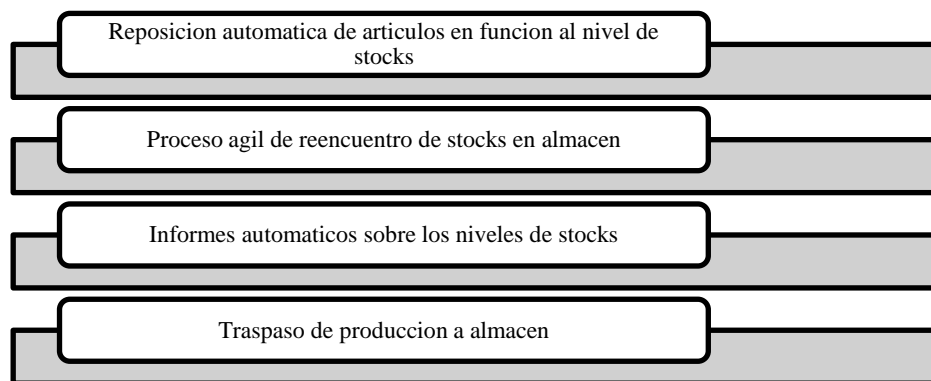 Reposicion automatica de articulos en funcion al nivel de
stocks
Proceso agil de reencuentro de stocks en almacen
Informes automaticos sobre los niveles de stocks
Traspaso de produccion a almacen